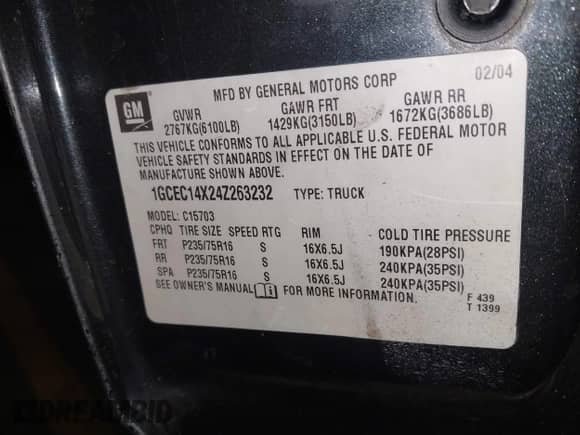 MFD BY GENERAL MOTORS CORP 02/04
GM
GVWR GAWR FRT GAWR RR
2767KG(6100LB) 1429KG(3150LB) 1672KG(3686LB)
THIS VEHICLE CONFORMS TO ALL APPLICABLE U.S. FEDERAL MOTOR
VEHICLE SAFETY STANDARDS IN EFFECT ON THE DATE OF
MANUFACTURE SHOWN ABOVE.
1GCEC14X24Z263232 TYPE: TRUCK
MODEL: C15703
CPHQ TIRE SIZE SPEED RTG RIM COLD TIRE PRESSURE
FRT P235/75R16 S 16X6.5J 190KPA(28PSI)
RR P235/75R16 S 16X6.5J 240KPA(35PSI)
SPA P235/75R16 S 16X6.5J 240KPA(35PSI)
SEE OWNER'S MANUAL FOR MORE INFORMATION.
F 439
T 1399
DREAMBID